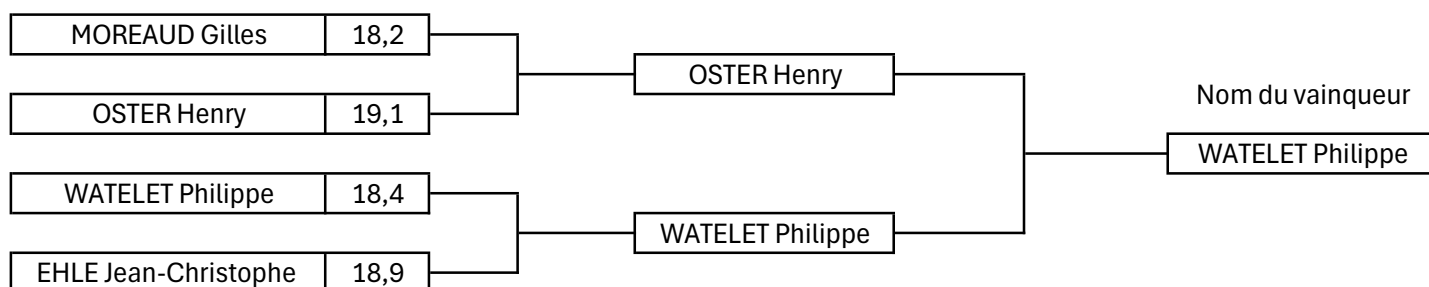 MOREAUD Gilles 18,2
OSTER Henry 19,1
WATELET Philippe 18,4
EHLE Jean-Christophe 18,9
OSTER Henry
WATELET Philippe
Nom du vainqueur
WATELET Philippe